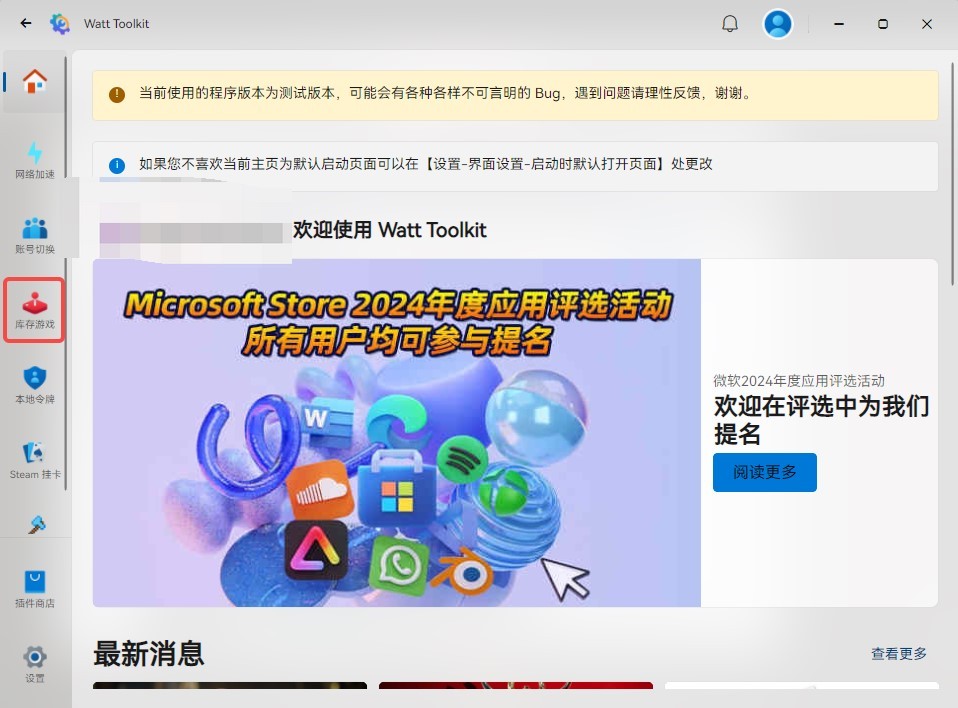 Watt Toolkit
当前使用的程序版本为测试版本，可能会有各种各样不可言明的 Bug，遇到问题请理性反馈，谢谢。
如果您不喜欢当前主页为默认启动页面可以在【设置-界面设置-启动时默认打开页面】处更改
网络加速
账号切换
库存游戏
本地令牌
Steam 挂卡
插件商店
设置
欢迎使用 Watt Toolkit
Microsoft Store 2024年度应用评选活动
所有用户均可参与提名
W
微软2024年度应用评选活动
欢迎在评选中为我们
提名
阅读更多
最新消息
查看更多